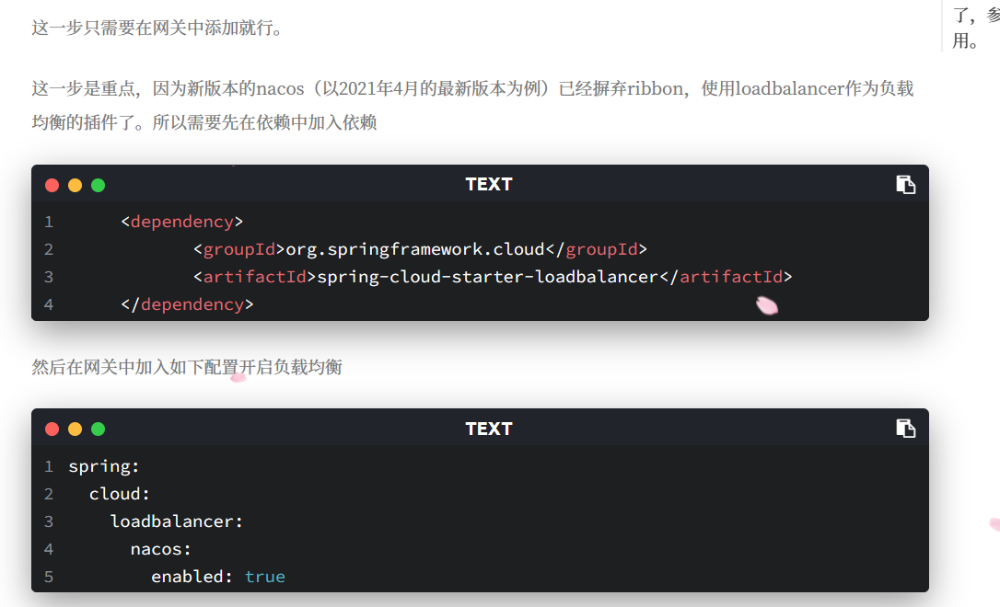 这一步只需要在网关中添加就行。
这一步是重点，因为新版本的nacos（以2021年4月的最新版本为例）已经摒弃ribbon，使用loadbalancer作为负载
均衡的插件了。所以需要先在依赖中加入依赖
TEXT
1 <dependency>
2 <groupId>org.springframework.cloud</groupId>
3 <artifactId>spring-cloud-starter-loadbalancer</artifactId>
4 </dependency>
然后在网关中加入如下配置开启负载均衡
TEXT
1 spring:
2 cloud:
3 loadbalancer:
4 nacos:
5 enabled: true
了，参
用。